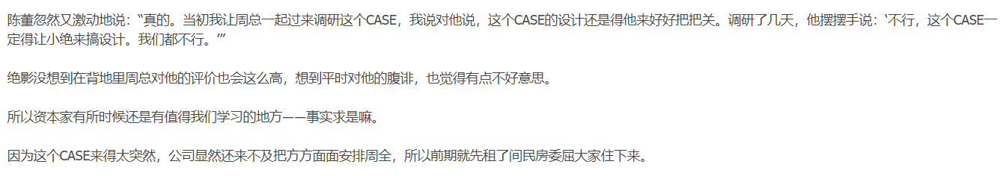 陈董忽然又激动地说：“真的。当初我让周总一起过来调研这个CASE，我说对他说，这个CASE的设计还是得他来好好把把关。调研了几天，他摆摆手说：‘不行，这个CASE一
定得让小绝来搞设计。我们都不行。’”
绝影没想到在背地里周总对他的评价也会这么高，想到平时对他的腹诽，也觉得有点不好意思。
所以资本家有所时候还是有值得我们学习的地方——事实求是嘛。
因为这个CASE来得太突然，公司显然还来不及把方方面面安排周全，所以前期就先租了间民房委屈大家住下来。